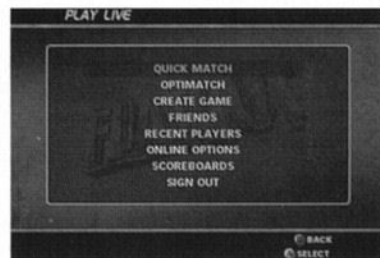 PLAY LIVE
QUICK MATCH
OPTIMATCH
CREATE GAME
FRIENDS
RECENT PLAYERS
ONLINE OPTIONS
SCOREBOARDS
SIGN OUT
BACK
SELECT